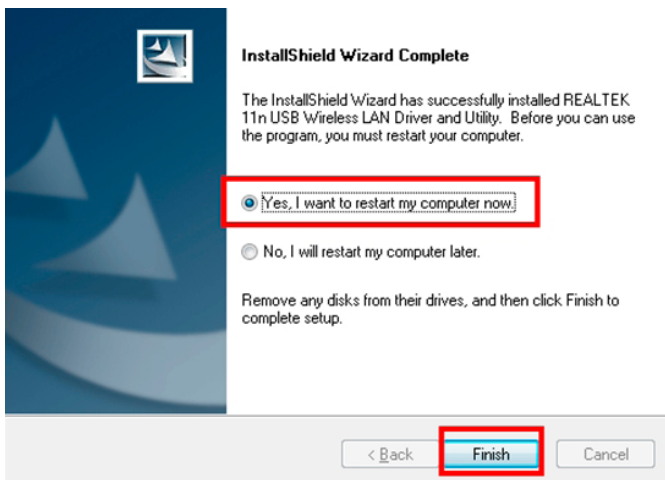 InstallShield Wizard Complete
The InstallShield Wizard has successfully installed REALTEK
11n USB Wireless LAN Driver and Utility.  Before you can use
the program, you must restart your computer.
Yes, I want to restart my computer now.
No, I will restart my computer later.
Remove any disks from their drives, and then click Finish to
complete setup.
< Back
Finish
Cancel